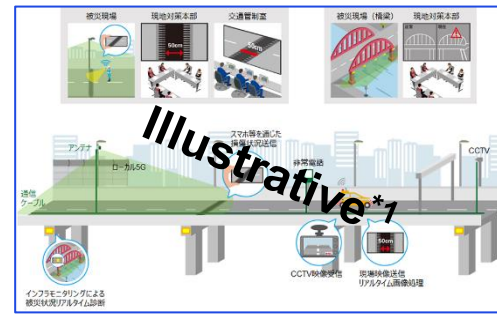 被災現場
現地対策本部
交通管制室
被災現場（橋梁）
現地対策本部
50cm
50cm
Illustrative*1
スマホ等を通じた
損傷状況送信
アンテナ
ローカル5G
非常電話
CCTV
通信
ケーブル
50cm
インフラモニタリングによる
被災状況リアルタイム診断
CCTV映像受信
現場映像送信
リアルタイム画像処理